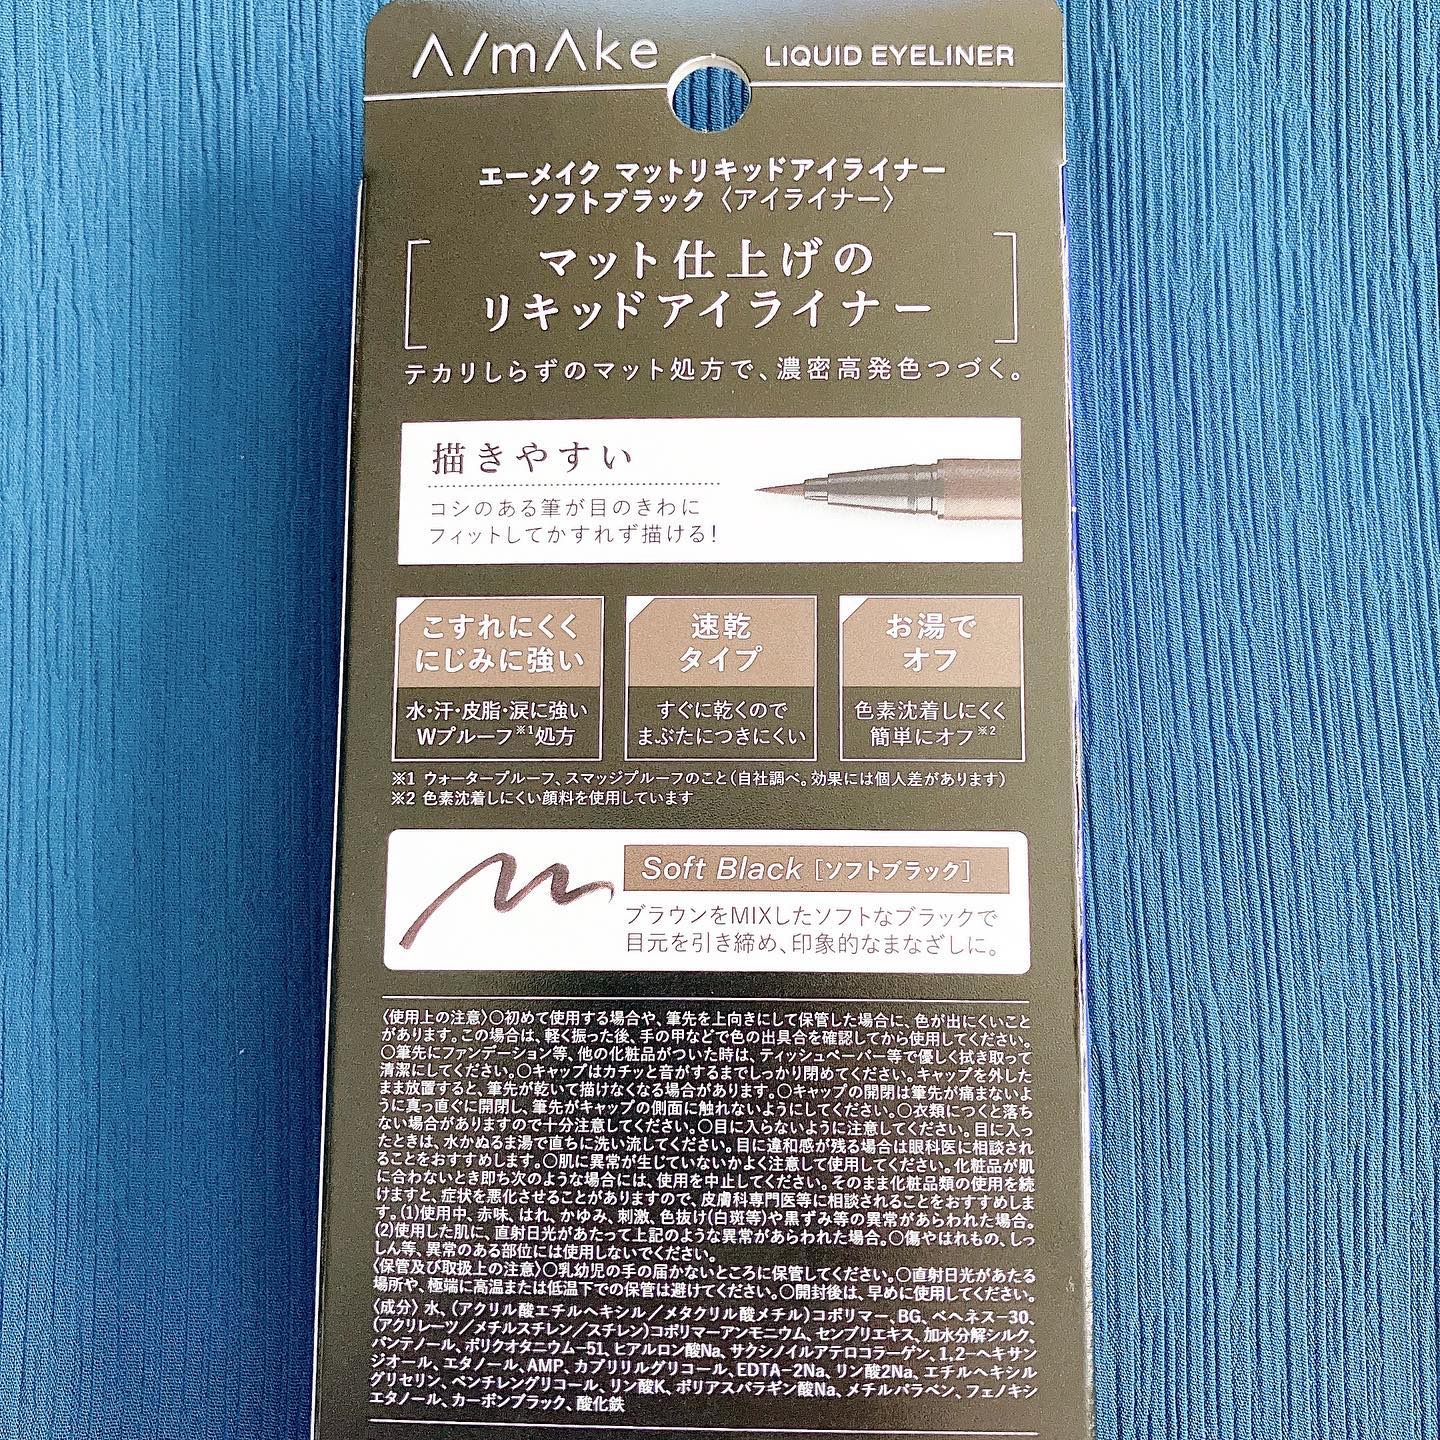 A/mAke
LIQUID EYELINER
エーメイク マットリキッドアイライナー
ソフトブラック〈アイライナー〉
マット仕上げの
リキッドアイライナー
テカリしらずのマット処方で、濃密高発色つづく。
描きやすい
コシのある筆が目のきわに
フィットしてかすれず描ける!
こすれにくく
にじみに強い
水・汗・皮脂・涙に強い
Wプルーフ※1処方
速乾
タイプ
すぐに乾くので
まぶたにつきにくい
お湯で
オフ
色素沈着しにくく
簡単にオフ※2
※1 ウォータープルーフ、スマッジプルーフのこと(自社調べ。効果には個人差があります)
※2 色素沈着しにくい顔料を使用しています
Soft Black [ソフトブラック]
ブラウンをMIXしたソフトなブラックで
目元を引き締め、印象的なまなざしに。
〈使用上の注意〉○初めて使用する場合や、筆先を上向きにして保管した場合に、色が出にくいこと
があります。この場合は、軽く振った後、手の甲などで色の出具合を確認してから使用してください。
○筆先にファンデーション等、他の化粧品がついた時は、ティッシュペーパー等で優しく拭き取って
清潔にしてください。○キャップはカチッと音がするまでしっかり閉めてください。キャップを外した
まま放置すると、筆先が乾いて描けなくなる場合があります。○キャップの開閉は筆先が痛まないよ
うに真っ直ぐに開閉し、筆先がキャップの側面に触れないようにしてください。○衣類につくと落ち
ない場合がありますので十分注意してください。○目に入らないように注意してください。目に入っ
たときは、水かぬるま湯で直ちに洗い流してください。目に違和感が残る場合は眼科医に相談され
ることをおすすめします。○肌に異常が生じていないかよく注意して使用してください。化粧品が肌
に合わないとき即ち次のような場合には、使用を中止してください。そのまま化粧品類の使用を続
けますと、症状を悪化させることがありますので、皮膚科専門医等に相談されることをおすすめしま
す。(1)使用中、赤味、はれ、かゆみ、刺激、色抜け(白斑等)や黒ずみ等の異常があらわれた場合。
(2)使用した肌に、直射日光があたって上記のような異常があらわれた場合。○傷やはれもの、しっ
しん等、異常のある部位には使用しないでください。
〈保管及び取扱上の注意〉○乳幼児の手の届かないところに保管してください。○直射日光があたる
場所や、極端に高温または低温下での保管は避けてください。○開封後は、早めに使用してください。
〈成分〉水、(アクリル酸エチルヘキシル/メタクリル酸メチル)コポリマー、BG、ベヘネス-30、
(アクリレーツ/メチルスチレン/スチレン)コポリマーアンモニウム、センブリエキス、加水分解シルク、
パンテノール、ポリクオタニウム-51、ヒアルロン酸Na、サクシノイルアテロコラーゲン、1,2-ヘキサン
ジオール、エタノール、AMP、カプリリルグリコール、EDTA-2Na、リン酸2Na、エチルヘキシル
グリセリン、ペンチレングリコール、リン酸K、ポリアスパラギン酸Na、メチルパラベン、フェノキシ
エタノール、カーボンブラック、酸化鉄